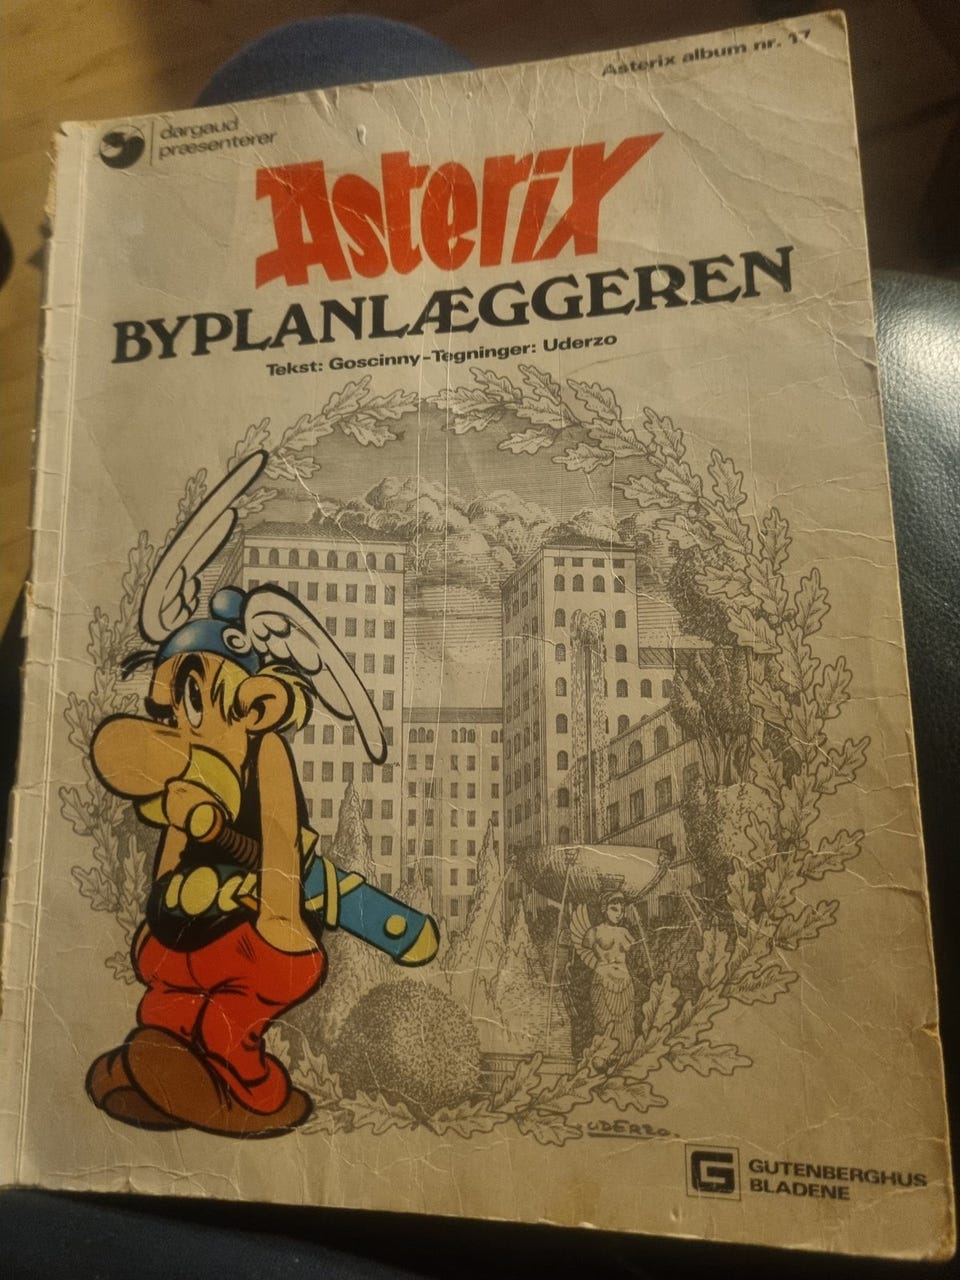 Asterix album nr. 17
dargaud
præsenterer
Asterix
BYPLANLÆGGEREN
Tekst: Goscinny-Tegninger: Uderzo
UDERZO.
G GUTENBERGHUS
BLADENE